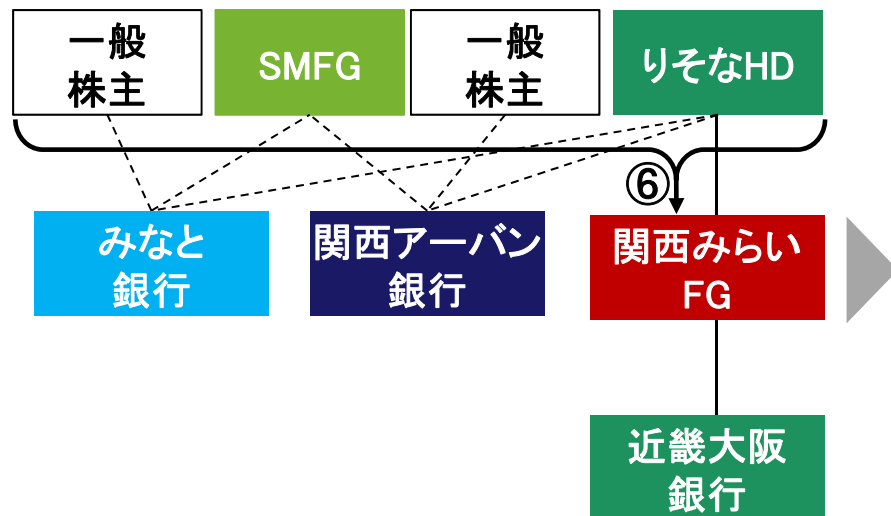 一般
株主
SMFG
一般
株主
りそなHD
⑥
みなと
銀行
関西アーバン
銀行
関西みらい
FG
近畿大阪
銀行